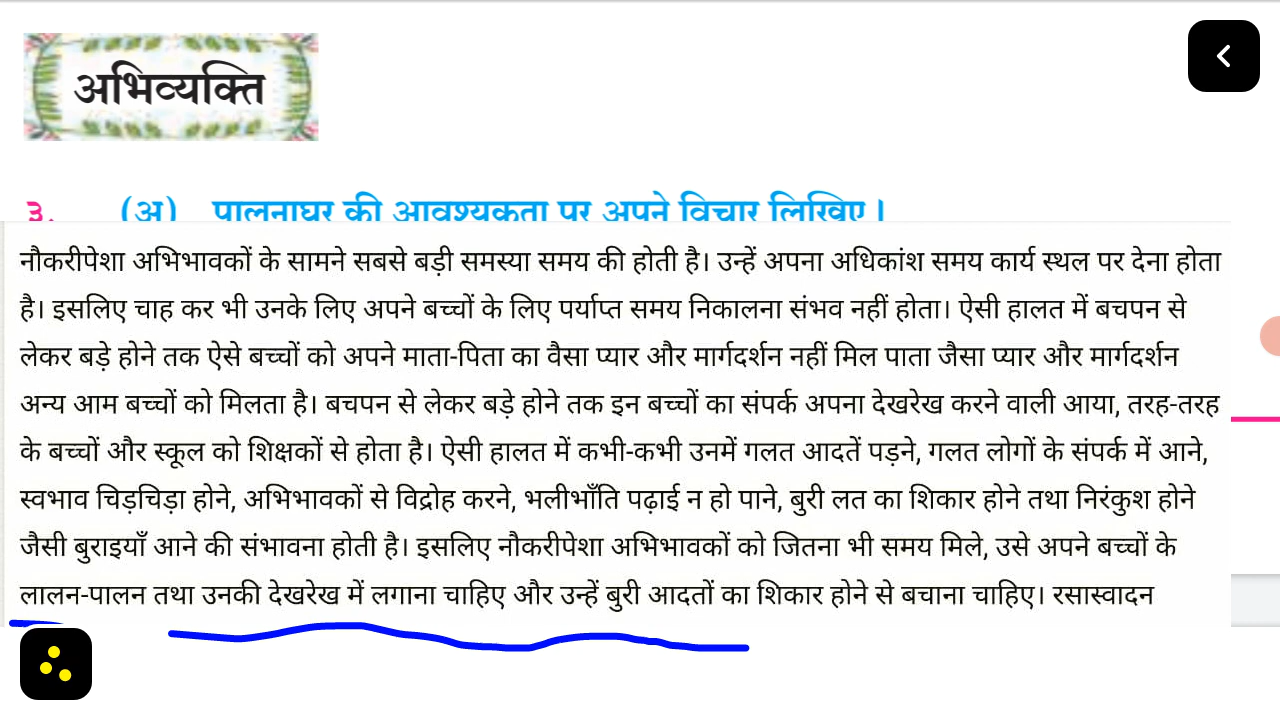 अभिव्यक्ति
३. (अ) पालनाघर की आवश्यकता पर अपने विचार लिखिए।
नौकरीपेशा अभिभावकों के सामने सबसे बड़ी समस्या समय की होती है। उन्हें अपना अधिकांश समय कार्य स्थल पर देना होता
है। इसलिए चाह कर भी उनके लिए अपने बच्चों के लिए पर्याप्त समय निकालना संभव नहीं होता। ऐसी हालत में बचपन से
लेकर बड़े होने तक ऐसे बच्चों को अपने माता-पिता का वैसा प्यार और मार्गदर्शन नहीं मिल पाता जैसा प्यार और मार्गदर्शन
अन्य आम बच्चों को मिलता है। बचपन से लेकर बड़े होने तक इन बच्चों का संपर्क अपना देखरेख करने वाली आया, तरह-तरह
के बच्चों और स्कूल को शिक्षकों से होता है। ऐसी हालत में कभी-कभी उनमें गलत आदतें पड़ने, गलत लोगों के संपर्क में आने,
स्वभाव चिड़चिड़ा होने, अभिभावकों से विद्रोह करने, भलीभाँति पढ़ाई न हो पाने, बुरी लत का शिकार होने तथा निरंकुश होने
जैसी बुराइयाँ आने की संभावना होती है। इसलिए नौकरीपेशा अभिभावकों को जितना भी समय मिले, उसे अपने बच्चों के
लालन-पालन तथा उनकी देखरेख में लगाना चाहिए और उन्हें बुरी आदतों का शिकार होने से बचाना चाहिए। रसास्वादन